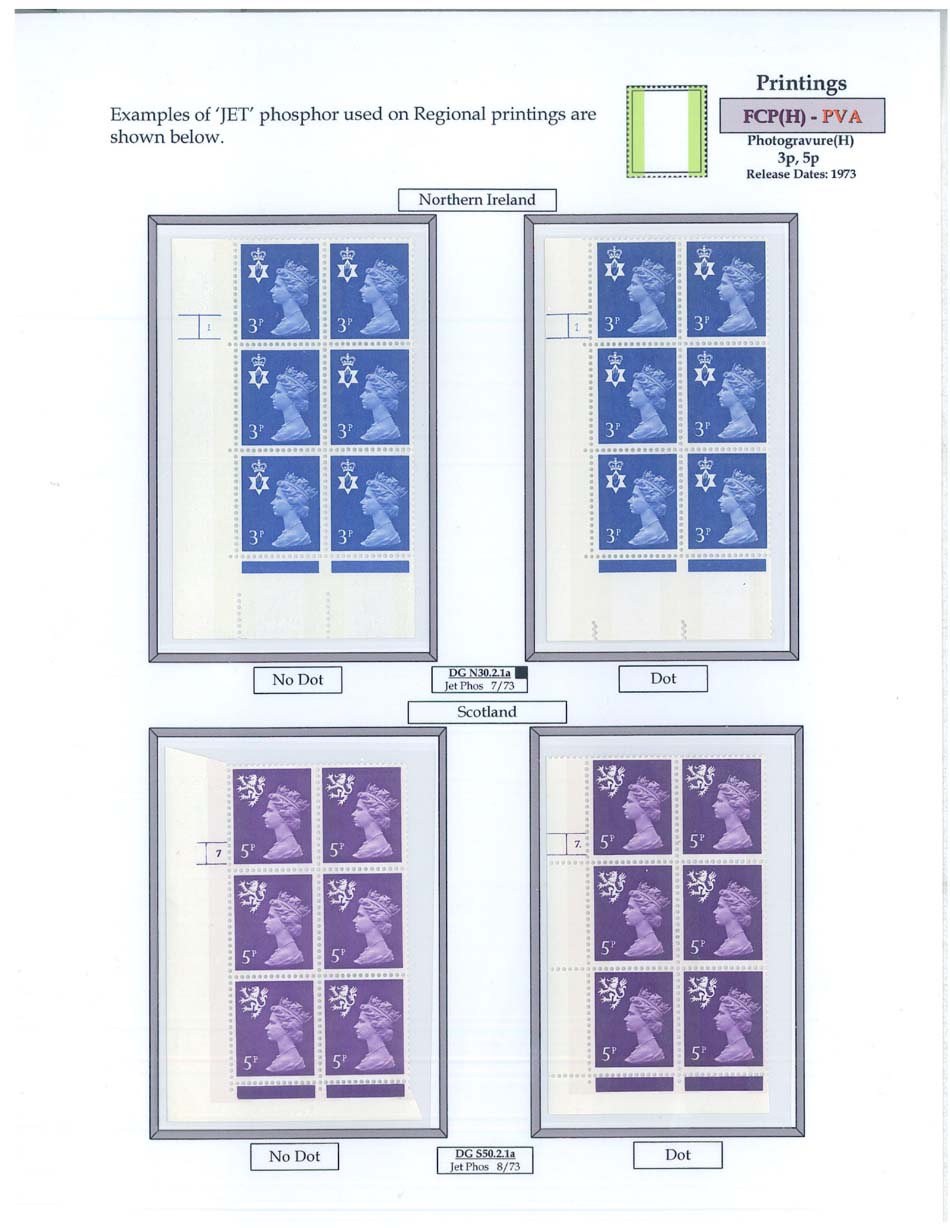 Printings
Examples of ‘JET’ phosphor used on Regional printings are
shown below.
FCP(H) - PVA
Photogravure(H)
3p, 5p
Release Dates: 1973
Northern Ireland
3P 3P 3P 3P
1 1.
3P 3P 3P 3P
3P 3P 3P 3P
No Dot
DG N30.2.1a
Jet Phos 7/73
Dot
Scotland
5P 5P 5P 5P
7 7.
5P 5P 5P 5P
5P 5P 5P 5P
No Dot
DG S50.2.1a
Jet Phos 8/73
Dot